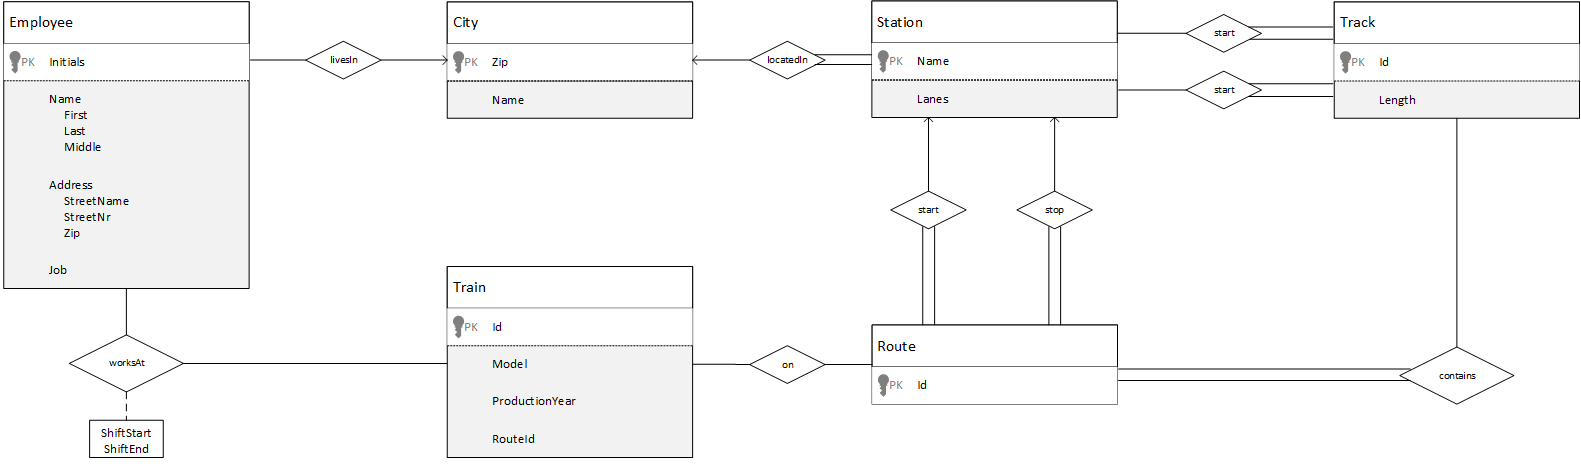 Employee
PK Initials
Name
First
Last
Middle
Address
StreetName
StreetNr
Zip
Job
livesIn
City
PK Zip
Name
locatedIn
Station
PK Name
Lanes
start
start
Track
PK Id
Length
start
stop
worksAt
ShiftStart
ShiftEnd
Train
PK Id
Model
ProductionYear
RouteId
on
Route
PK Id
contains